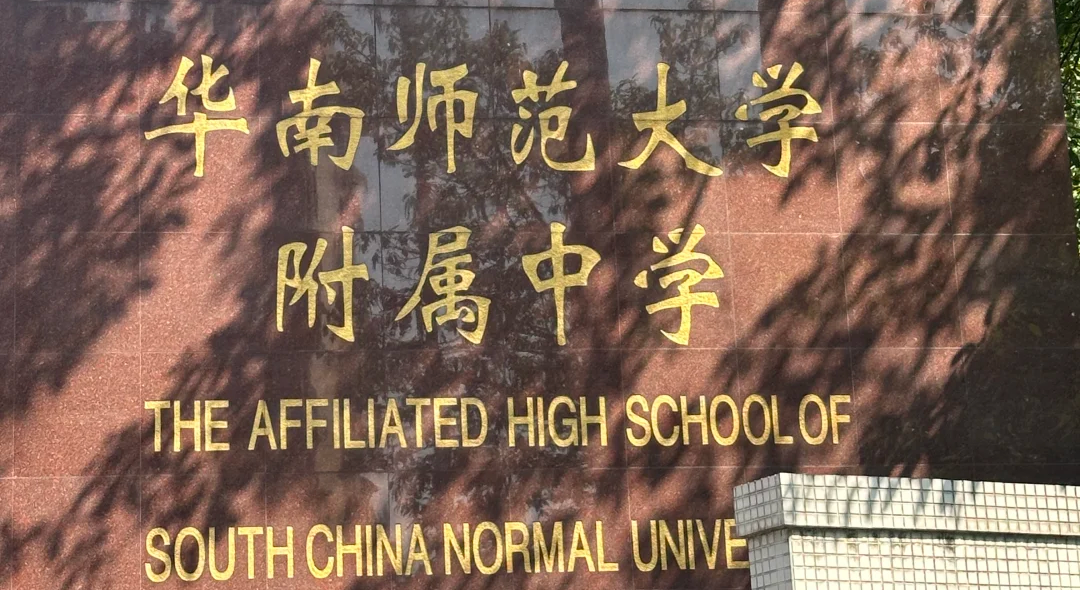 华南师范大学
附属中学
THE AFFILIATED HIGH SCHOOL OF
SOUTH CHINA NORMAL UNIVE